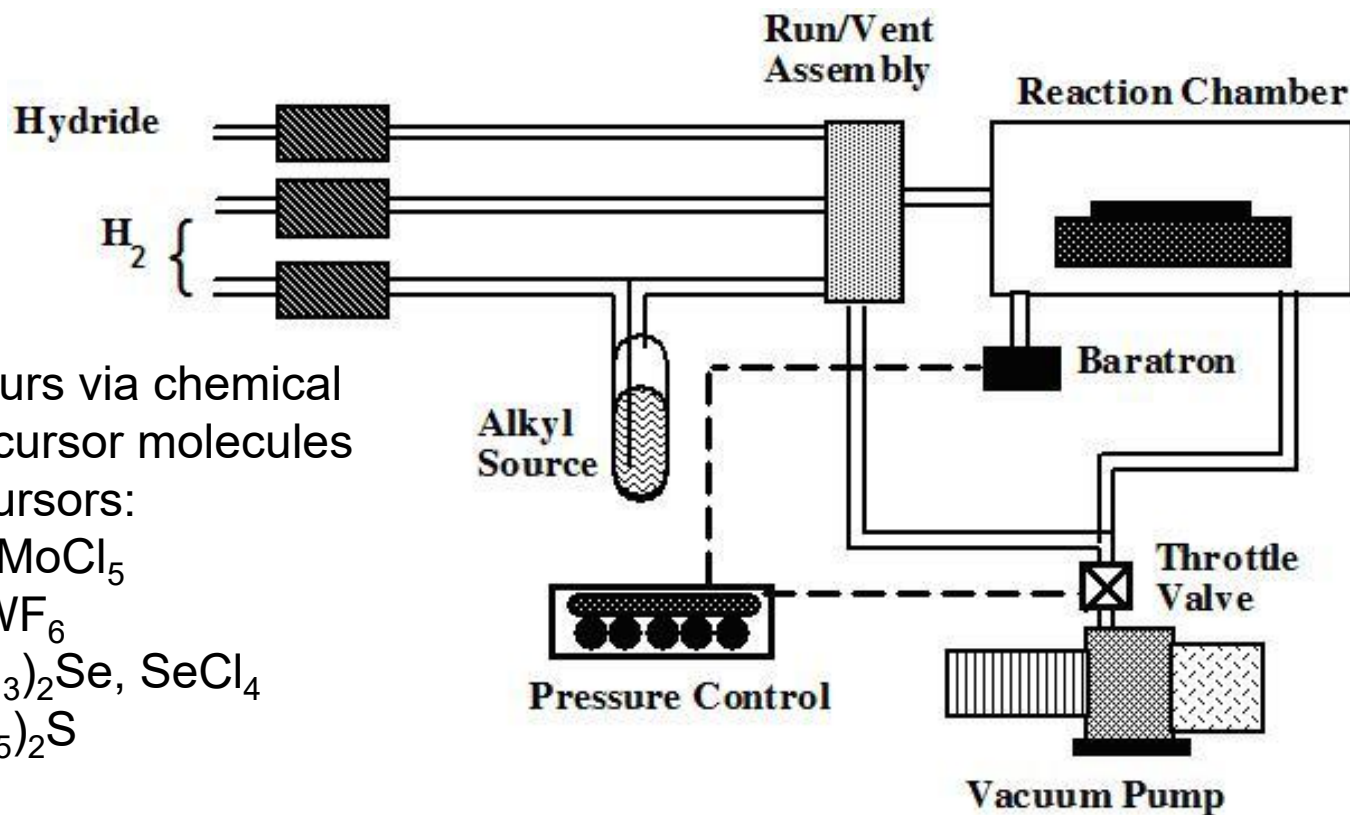 Run/Vent
Assembly
Reaction Chamber
Hydride
H₂
Baratron
Alkyl
Source
Throttle
Valve
Pressure Control
Vacuum Pump
urs via chemical
cursor molecules
ursors:
MoCl₅
WF₆
₃)₂Se, SeCl₄
₅)₂S